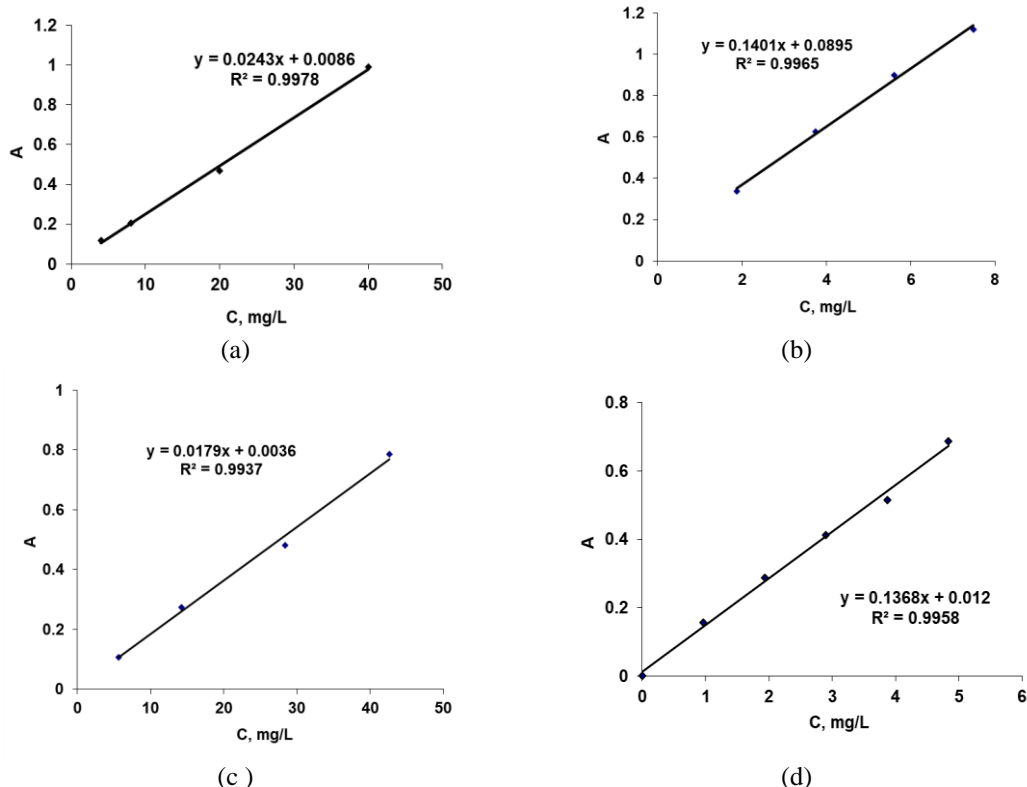 1.2
1
0.8
0.6
0.4
0.2
0
A
y = 0.0243x + 0.0086
R² = 0.9978
0 10 20 30 40 50
C, mg/L
(a)
1.2
1
0.8
0.6
0.4
0.2
0
A
y = 0.1401x + 0.0895
R² = 0.9965
0 2 4 6 8
C, mg/L
(b)
1
0.8
0.6
0.4
0.2
0
A
y = 0.0179x + 0.0036
R² = 0.9937
0 10 20 30 40 50
C, mg/L
(c )
0.8
0.6
0.4
0.2
0
A
y = 0.1368x + 0.012
R² = 0.9958
0 1 2 3 4 5 6
C, mg/L
(d)